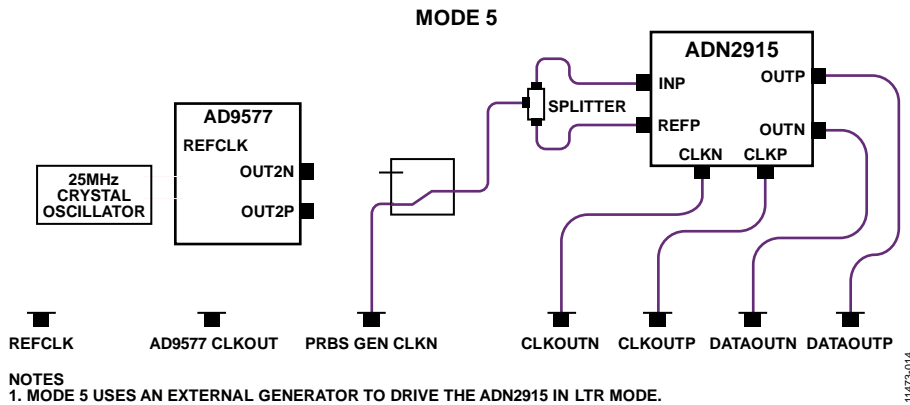 MODE 5
ADN2915
INP
OUTP
SPLITTER
REFP
OUTN
CLKN
CLKP
AD9577
REFCLK
OUT2N
OUT2P
25MHz
CRYSTAL
OSCILLATOR
REFCLK
AD9577 CLKOUT
PRBS GEN CLKN
CLKOUTN
CLKOUTP
DATAOUTN
DATAOUTP
NOTES
1. MODE 5 USES AN EXTERNAL GENERATOR TO DRIVE THE ADN2915 IN LTR MODE.
11473-014